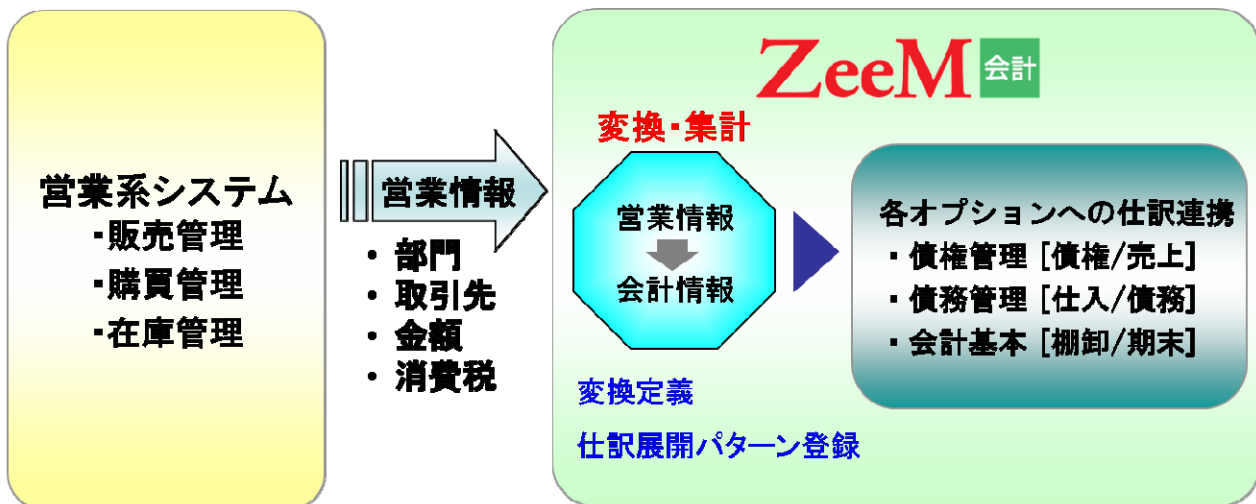 営業系システム
・販売管理
・購買管理
・在庫管理
営業情報
・ 部門
・ 取引先
・ 金額
・ 消費税
ZeeM 会計
変換・集計
営業情報
会計情報
変換定義
仕訳展開パターン登録
各オプションへの仕訳連携
・ 債権管理 [債権/売上]
・ 債務管理 [仕入/債務]
・ 会計基本 [棚卸/期末]